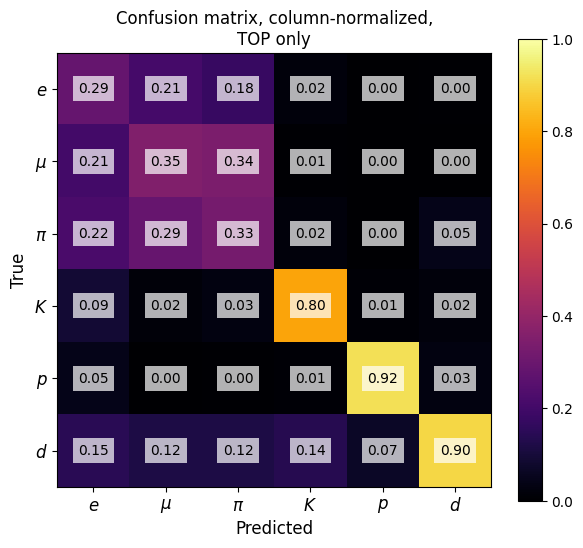 Confusion matrix, column-normalized,
TOP only
True
e 0.29 0.21 0.18 0.02 0.00 0.00
μ 0.21 0.35 0.34 0.01 0.00 0.00
π 0.22 0.29 0.33 0.02 0.00 0.05
K 0.09 0.02 0.03 0.80 0.01 0.02
p 0.05 0.00 0.00 0.01 0.92 0.03
d 0.15 0.12 0.12 0.14 0.07 0.90
e μ π K p d
Predicted
1.0
0.8
0.6
0.4
0.2
0.0